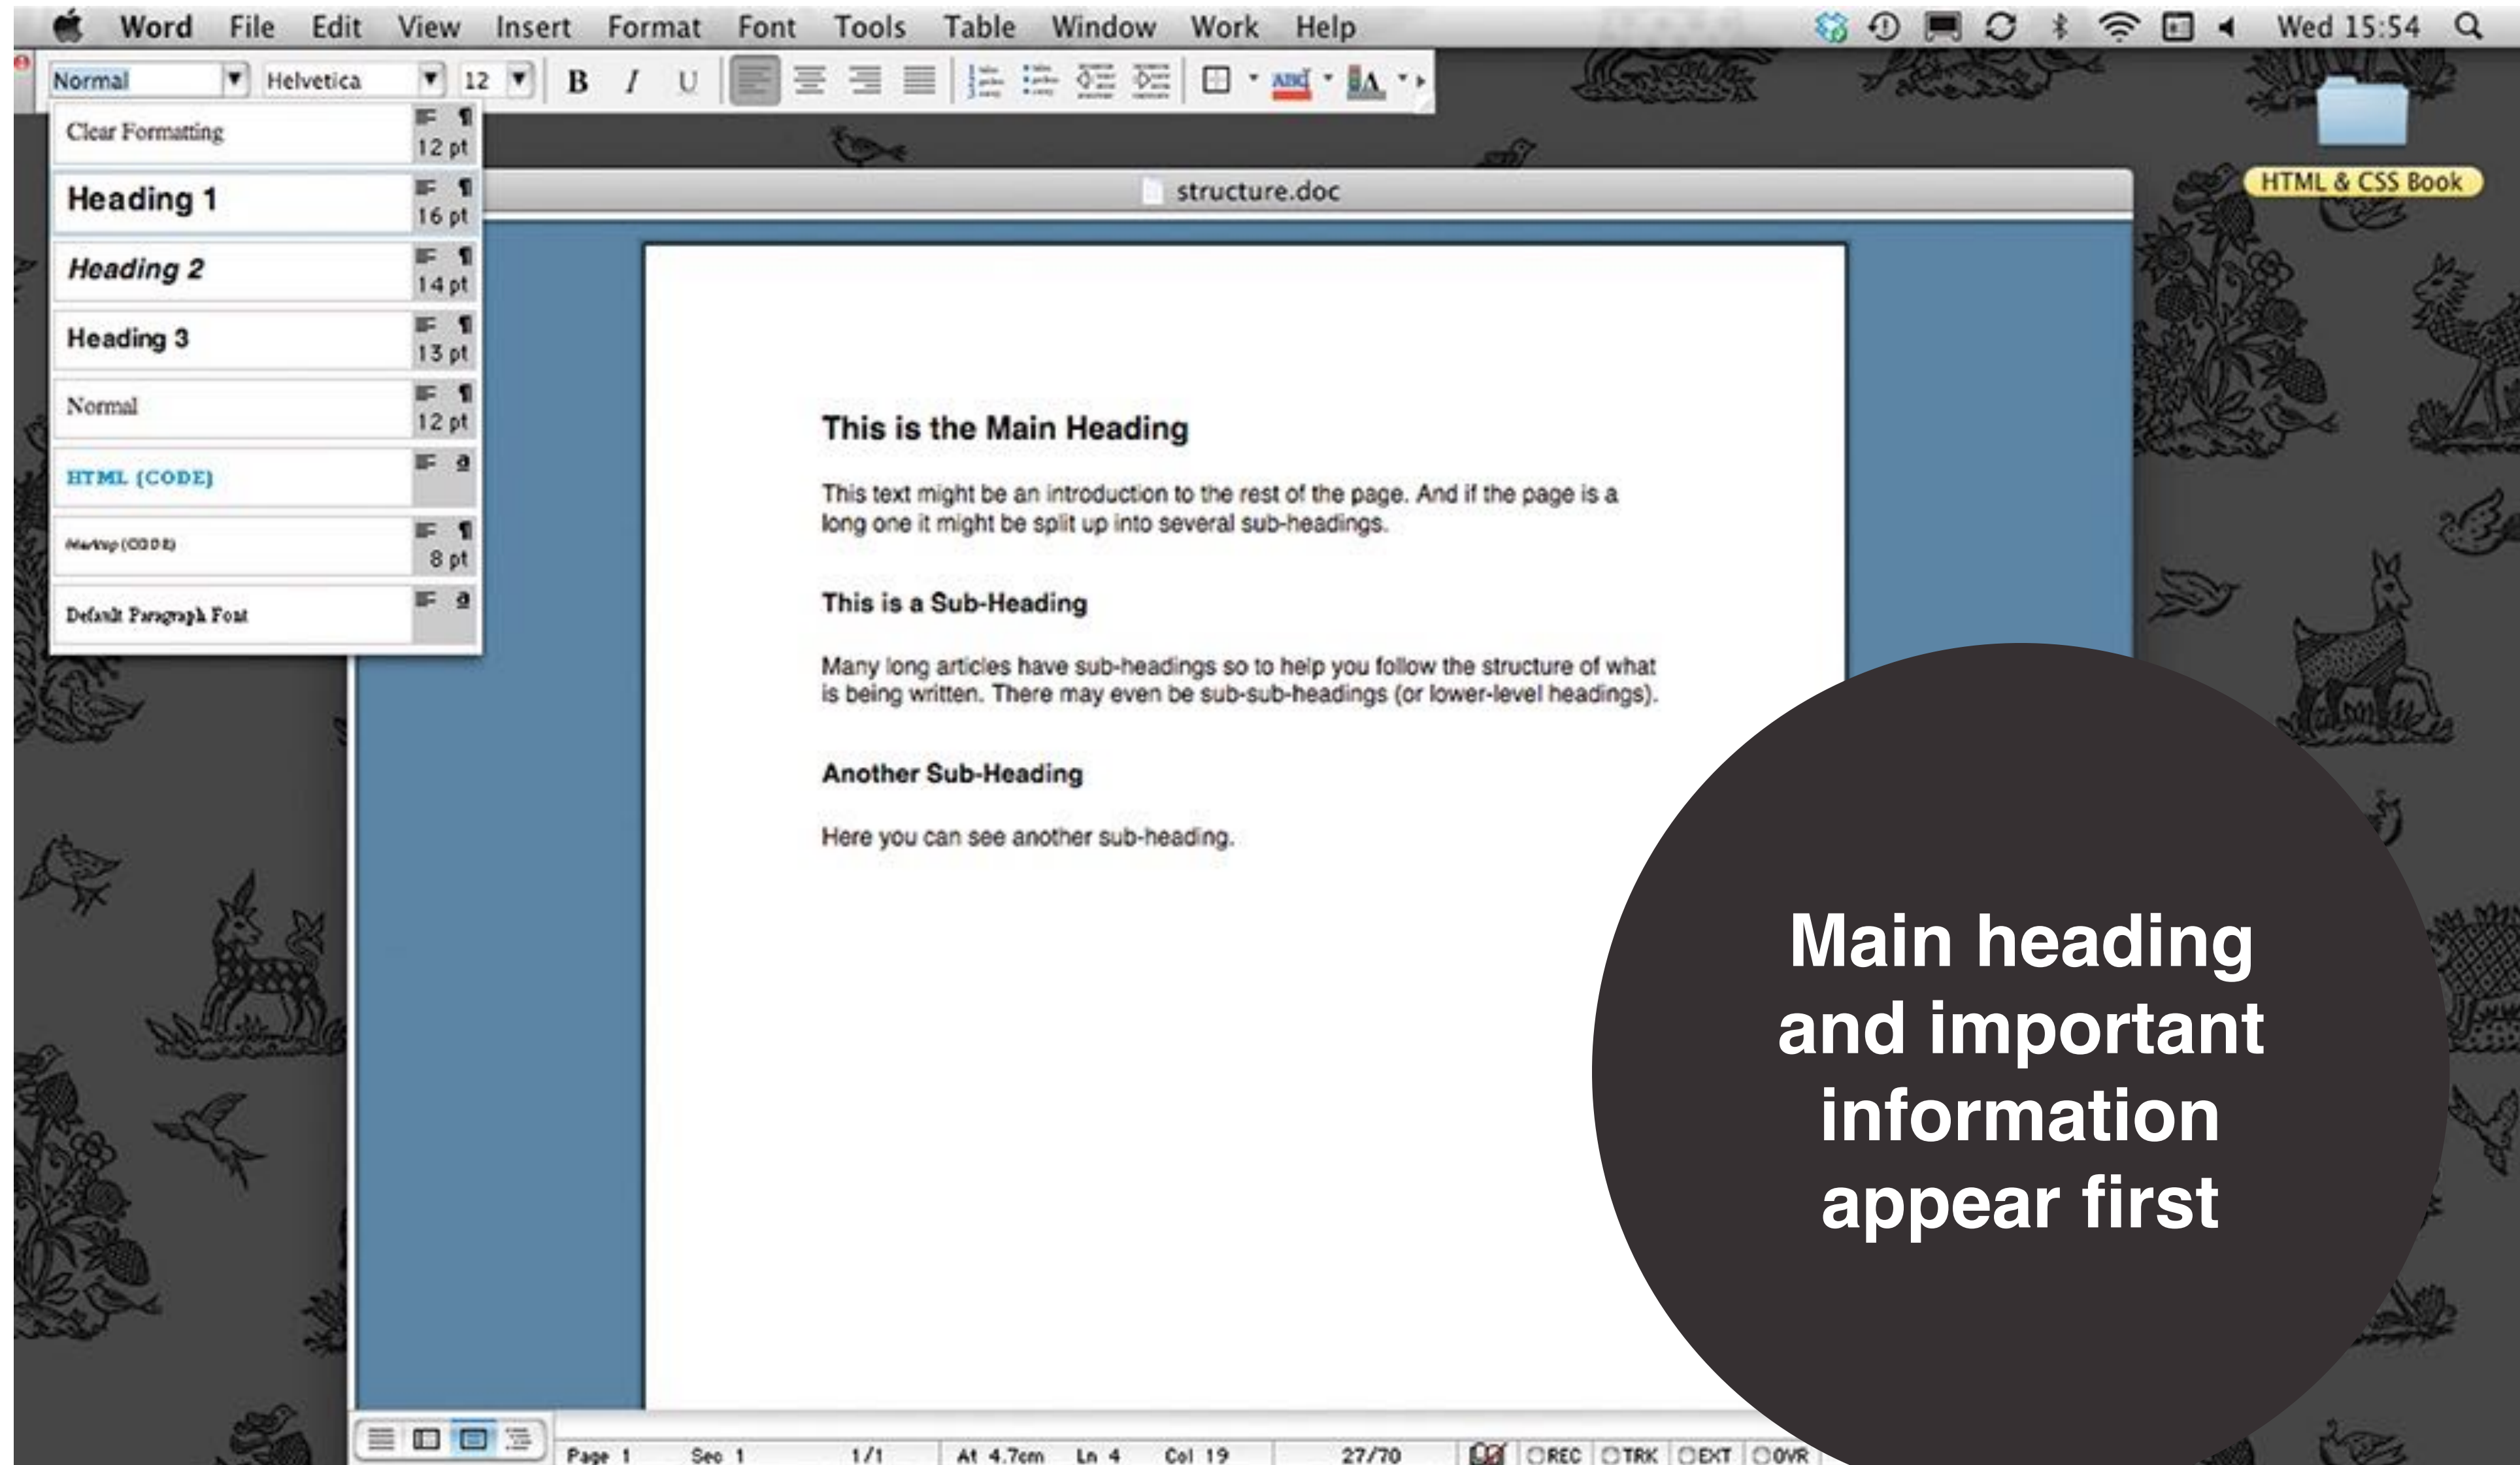 Word File Edit View Insert Format Font Tools Table Window Work Help Wed 15:54
Normal Helvetica 12 B I U ABC A
Clear Formatting 12 pt
Heading 1 16 pt
Heading 2 14 pt
Heading 3 13 pt
Normal 12 pt
HTML (CODE) a
Markup (CODE) 8 pt
Default Paragraph Font a
HTML & CSS Book
structure.doc
This is the Main Heading
This text might be an introduction to the rest of the page. And if the page is a
long one it might be split up into several sub-headings.
This is a Sub-Heading
Many long articles have sub-headings so to help you follow the structure of what
is being written. There may even be sub-sub-headings (or lower-level headings).
Another Sub-Heading
Here you can see another sub-heading.
Main heading
and important
information
appear first
Page 1 Sec 1 1/1 At 4.7cm Ln 4 Col 19 27/70 REC TRK EXT OVR